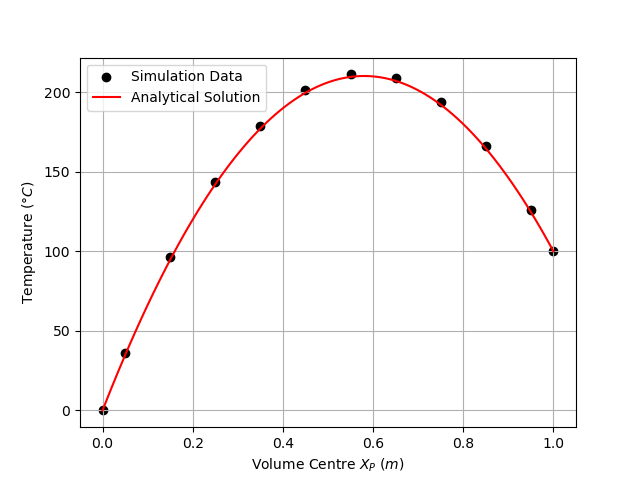 Simulation Data
Analytical Solution
200
150
100
50
0
Temperature (°C)
0.0 0.2 0.4 0.6 0.8 1.0
Volume Centre X_P (m)